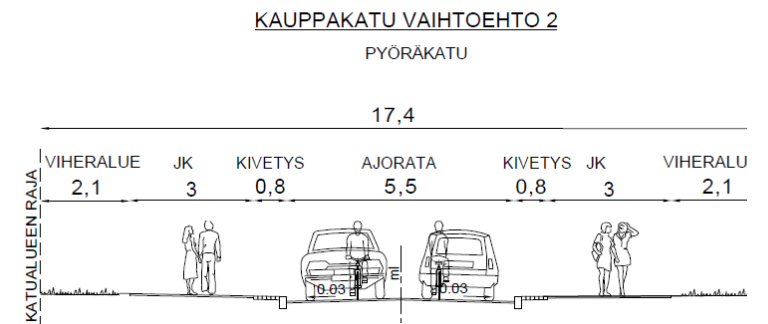 KAUPPAKATU VAIHTOEHTO 2
PYÖRÄKATU
17,4
VIHERALUE JK KIVETYS AJORATA KIVETYS JK VIHERALU
2,1 3 0,8 5,5 0,8 3 2,1
KATUALUEEN RAJA
0.03 ml 0.03